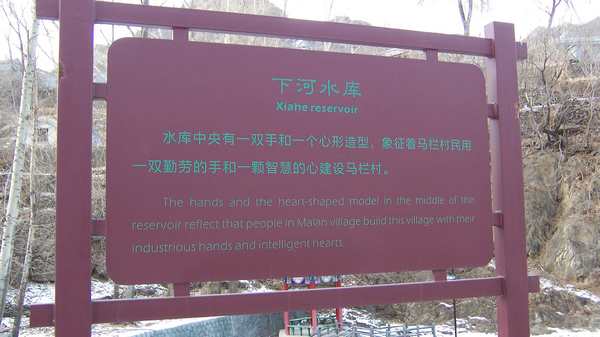 下河水库
Xiahe reservoir
水库中央有一双手和一个心形造型，象征着马栏村民用
一双勤劳的手和一颗智慧的心建设马栏村。
The hands and the heart-shaped model in the middle of the
reservoir reflect that people in Malan village build this village with their
industrious hands and intelligent hearts.